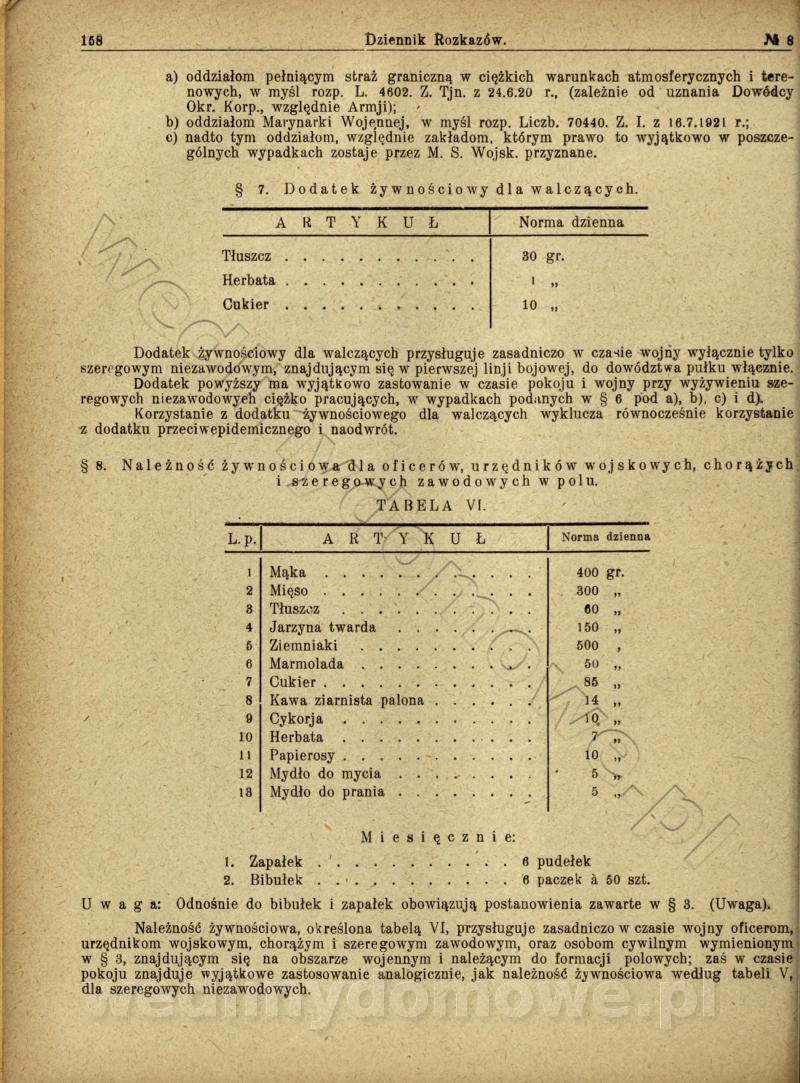 168 Dziennik Rozkazów. № 8
a) oddziałom pełniącym straż graniczną w ciężkich warunkach atmosferycznych i tere-
nowych, w myśl rozp. L. 4602. Z. Tjn. z 24.6.20 r., (zależnie od uznania Dowódcy
Okr. Korp., względnie Armji);
b) oddziałom Marynarki Wojennej, w myśl rozp. Liczb. 70440. Z. I. z 16.7.1921 r.;
c) nadto tym oddziałom, względnie zakładom, którym prawo to wyjątkowo w poszcze-
gólnych wypadkach zostaje przez M. S. Wojsk. przyznane.
§ 7. Dodatek żywnościowy dla walczących.
ARTYKUŁ Norma dzienna
Tłuszcz . . . . . . . . . . . 30 gr.
Herbata . . . . . . . . . . . 1 „
Cukier . . . . . . . . . . . 10 „
Dodatek żywnościowy dla walczących przysługuje zasadniczo w czasie wojny wyłącznie tylko
szeregowym niezawodowym, znajdującym się w pierwszej linji bojowej, do dowództwa pułku włącznie.
Dodatek powyższy ma wyjątkowo zastowanie w czasie pokoju i wojny przy wyżywieniu sze-
regowych niezawodowych ciężko pracujących, w wypadkach podanych w § 6 pod a), b), c) i d).
Korzystanie z dodatku żywnościowego dla walczących wyklucza równocześnie korzystanie
z dodatku przeciwepidemicznego i naodwrót.
§ 8. Należność żywnościowa dla oficerów, urzędników wojskowych, chorążych
i szeregowych zawodowych w polu.
TABELA VI.
L. p. ARTYKUŁ Norma dzienna
1 Mąka . . . . . . . . . . . . 400 gr.
2 Mięso . . . . . . . . . . . . 300 „
3 Tłuszcz . . . . . . . . . . . 60 „
4 Jarzyna twarda . . . . . . . . 150 „
5 Ziemniaki . . . . . . . . . . 500 „
6 Marmolada . . . . . . . . . . 50 „
7 Cukier . . . . . . . . . . . . 85 „
8 Kawa ziarnista palona . . . . . . 14 „
9 Cykorja . . . . . . . . . . . 10 „
10 Herbata . . . . . . . . . . . 7 „
11 Papierosy . . . . . . . . . . . 10 „
12 Mydło do mycia . . . . . . . . 5 „
13 Mydło do prania . . . . . . . . 5 „
Miesięcznie:
1. Zapałek . . . . . . . . . . . 6 pudełek
2. Bibułek . . . . . . . . . . . 6 paczek à 50 szt.
Uwaga: Odnośnie do bibułek i zapałek obowiązują postanowienia zawarte w § 3. (Uwaga).
Należność żywnościowa, określona tabelą VI, przysługuje zasadniczo w czasie wojny oficerom,
urzędnikom wojskowym, chorążym i szeregowym zawodowym, oraz osobom cywilnym wymienionym
w § 3, znajdującym się na obszarze wojennym i należącym do formacji polowych; zaś w czasie
pokoju znajduje wyjątkowe zastosowanie analogicznie, jak należność żywnościowa według tabeli V,
dla szeregowych niezawodowych.